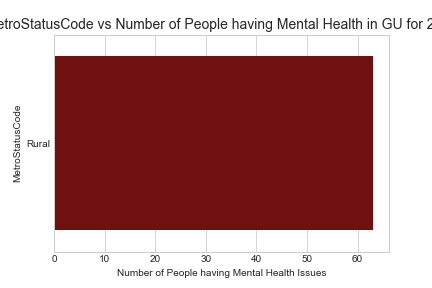 etroStatusCode vs Number of People having Mental Health in GU for 2
Rural
MetroStatusCode
0 10 20 30 40 50 60
Number of People having Mental Health Issues